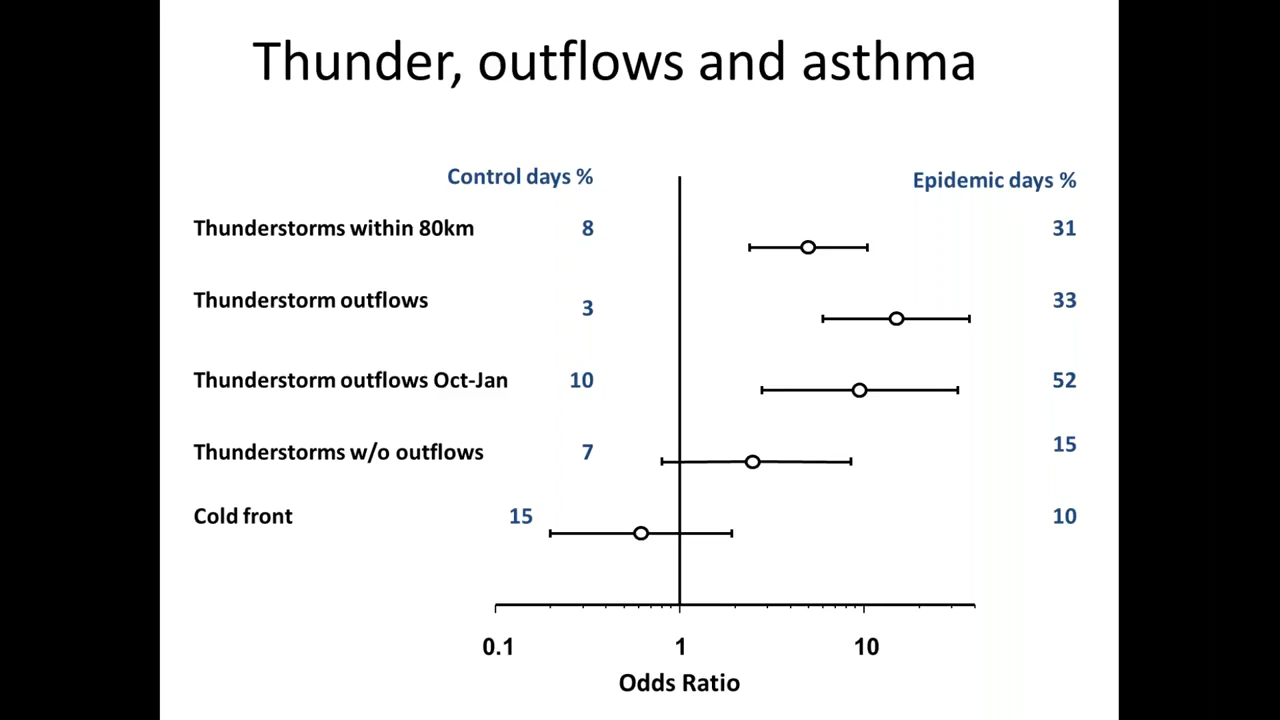 Thunder, outflows and asthma
Control days %
Epidemic days %
Thunderstorms within 80km 8 31
Thunderstorm outflows 3 33
Thunderstorm outflows Oct-Jan 10 52
Thunderstorms w/o outflows 7 15
Cold front 15 10
0.1 1 10
Odds Ratio